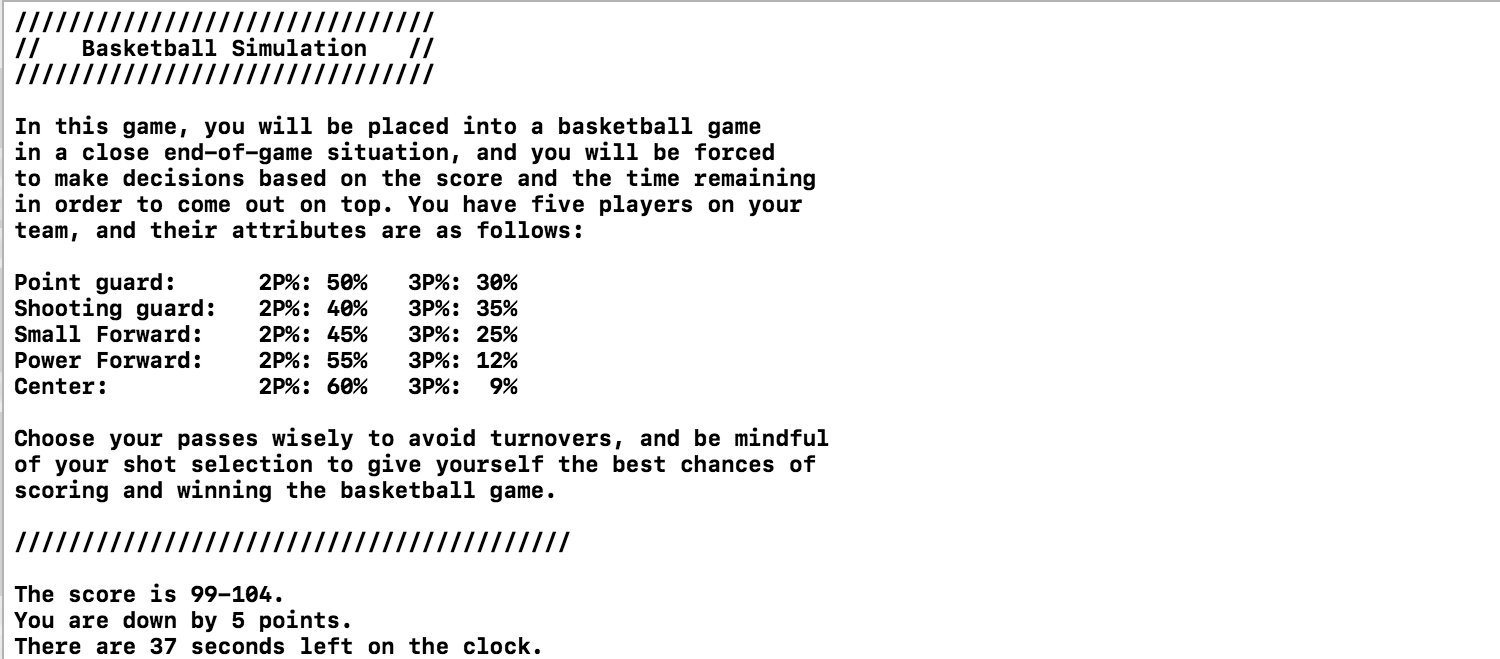 ///////////////////////////////
//   Basketball Simulation   //
///////////////////////////////
In this game, you will be placed into a basketball game
in a close end-of-game situation, and you will be forced
to make decisions based on the score and the time remaining
in order to come out on top. You have five players on your
team, and their attributes are as follows:
Point guard:      2P%: 50%   3P%: 30%
Shooting guard:   2P%: 40%   3P%: 35%
Small Forward:    2P%: 45%   3P%: 25%
Power Forward:    2P%: 55%   3P%: 12%
Center:           2P%: 60%   3P%:  9%
Choose your passes wisely to avoid turnovers, and be mindful
of your shot selection to give yourself the best chances of
scoring and winning the basketball game.
/////////////////////////////////////////
The score is 99-104.
You are down by 5 points.
There are 37 seconds left on the clock.